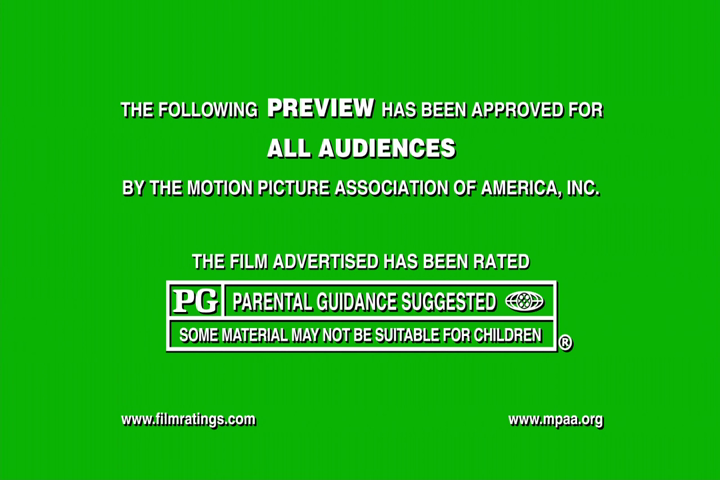 THE FOLLOWING PREVIEW HAS BEEN APPROVED FOR
ALL AUDIENCES
BY THE MOTION PICTURE ASSOCIATION OF AMERICA, INC.
THE FILM ADVERTISED HAS BEEN RATED
PG PARENTAL GUIDANCE SUGGESTED
SOME MATERIAL MAY NOT BE SUITABLE FOR CHILDREN ®
www.filmratings.com www.mpaa.org